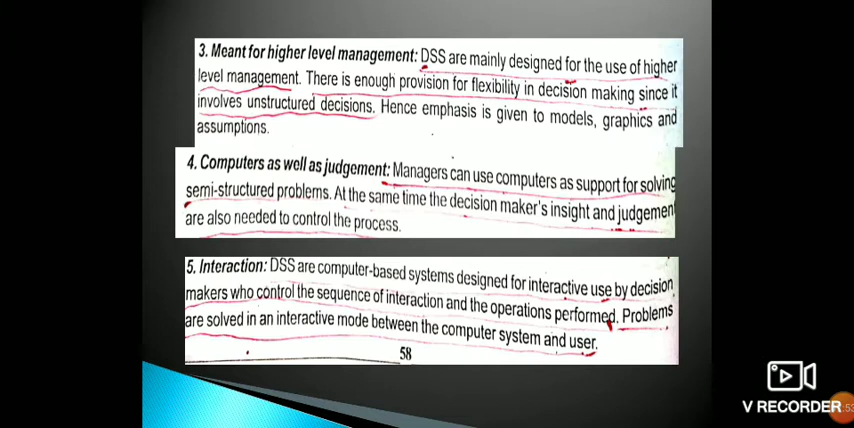 3. Meant for higher level management: DSS are mainly designed for the use of higher
level management. There is enough provision for flexibility in decision making since it
involves unstructured decisions. Hence emphasis is given to models, graphics and
assumptions.
4. Computers as well as judgement: Managers can use computers as support for solving
semi-structured problems. At the same time the decision maker's insight and judgement
are also needed to control the process.
5. Interaction: DSS are computer-based systems designed for interactive use by decision
makers who control the sequence of interaction and the operations performed. Problems
are solved in an interactive mode between the computer system and user.
58
V RECORDER
:53